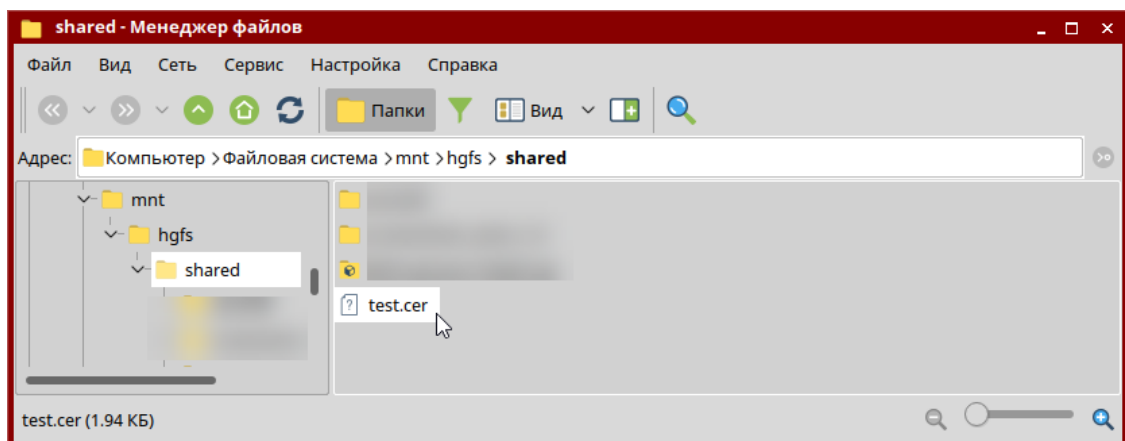 shared - Менеджер файлов
Файл Вид Сеть Сервис Настройка Справка
Папки Вид
Адрес: Компьютер > Файловая система > mnt > hgfs > shared
mnt
hgfs
shared
test.cer
test.cer (1.94 КБ)